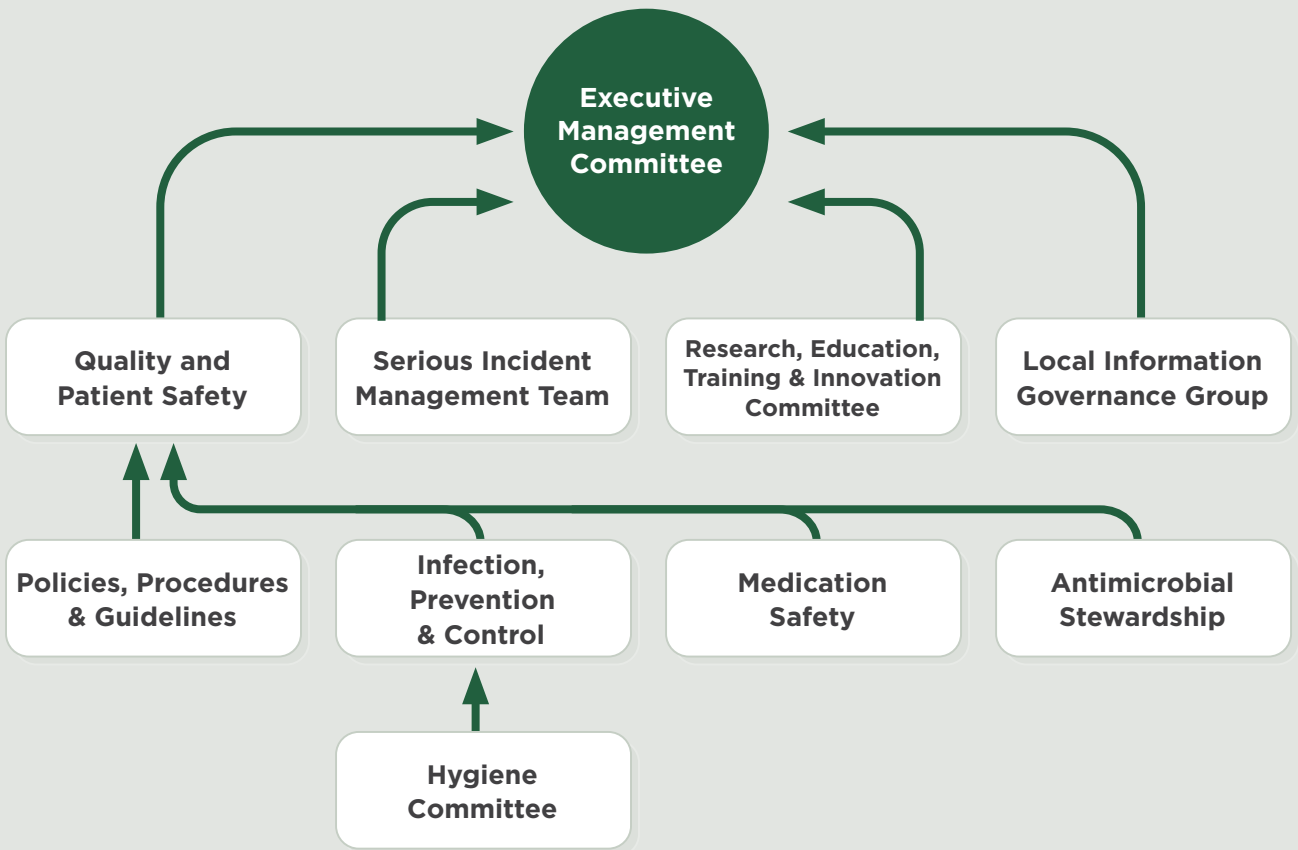 Executive
Management
Committee
Quality and
Patient Safety
Serious Incident
Management Team
Research, Education,
Training & Innovation
Committee
Local Information
Governance Group
Policies, Procedures
& Guidelines
Infection,
Prevention
& Control
Medication
Safety
Antimicrobial
Stewardship
Hygiene
Committee